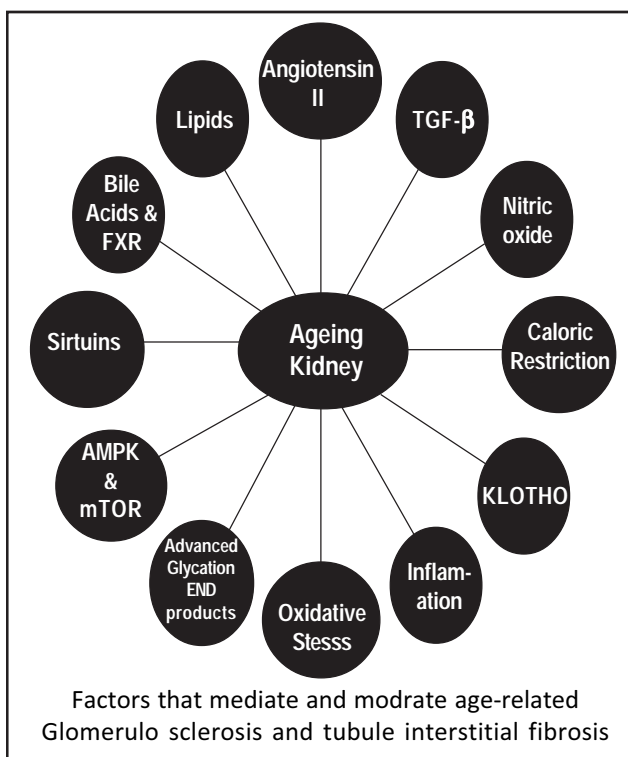 Angiotensin
II
TGF-β
Nitric
oxide
Caloric
Restriction
KLOTHO
Inflam-
ation
Oxidative
Stesss
Advanced
Glycation
END
products
AMPK
&
mTOR
Sirtuins
Bile
Acids &
FXR
Lipids
Ageing
Kidney
Factors that mediate and modrate age-related
Glomerulo sclerosis and tubule interstitial fibrosis